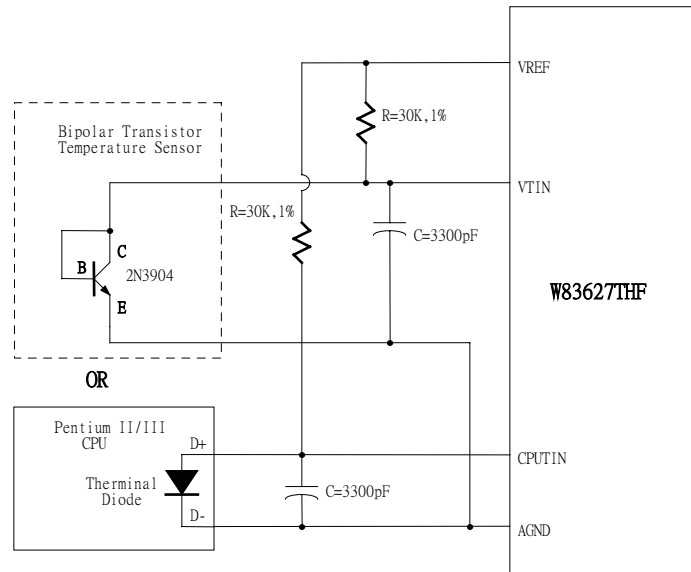 VREF
R=30K,1%
Bipolar Transistor
Temperature Sensor
VTIN
R=30K,1%
C=3300pF
C
B
2N3904
E
W83627THF
OR
Pentium II/III
CPU
D+
CPUTIN
Therminal
Diode
C=3300pF
D-
AGND